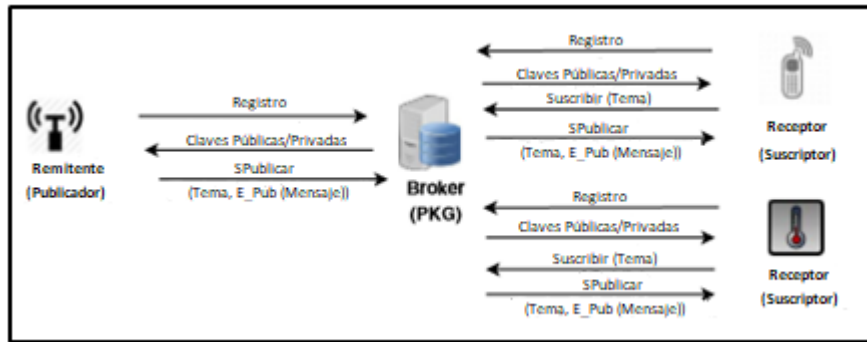 Registro
Claves Públicas/Privadas
SPublicar
(Tema, E_Pub (Mensaje))
Remitente
(Publicador)
Broker
(PKG)
Registro
Claves Públicas/Privadas
Suscribir (Tema)
SPublicar
(Tema, E_Pub (Mensaje))
Receptor
(Suscriptor)
Registro
Claves Públicas/Privadas
Suscribir (Tema)
SPublicar
(Tema, E_Pub (Mensaje))
Receptor
(Suscriptor)